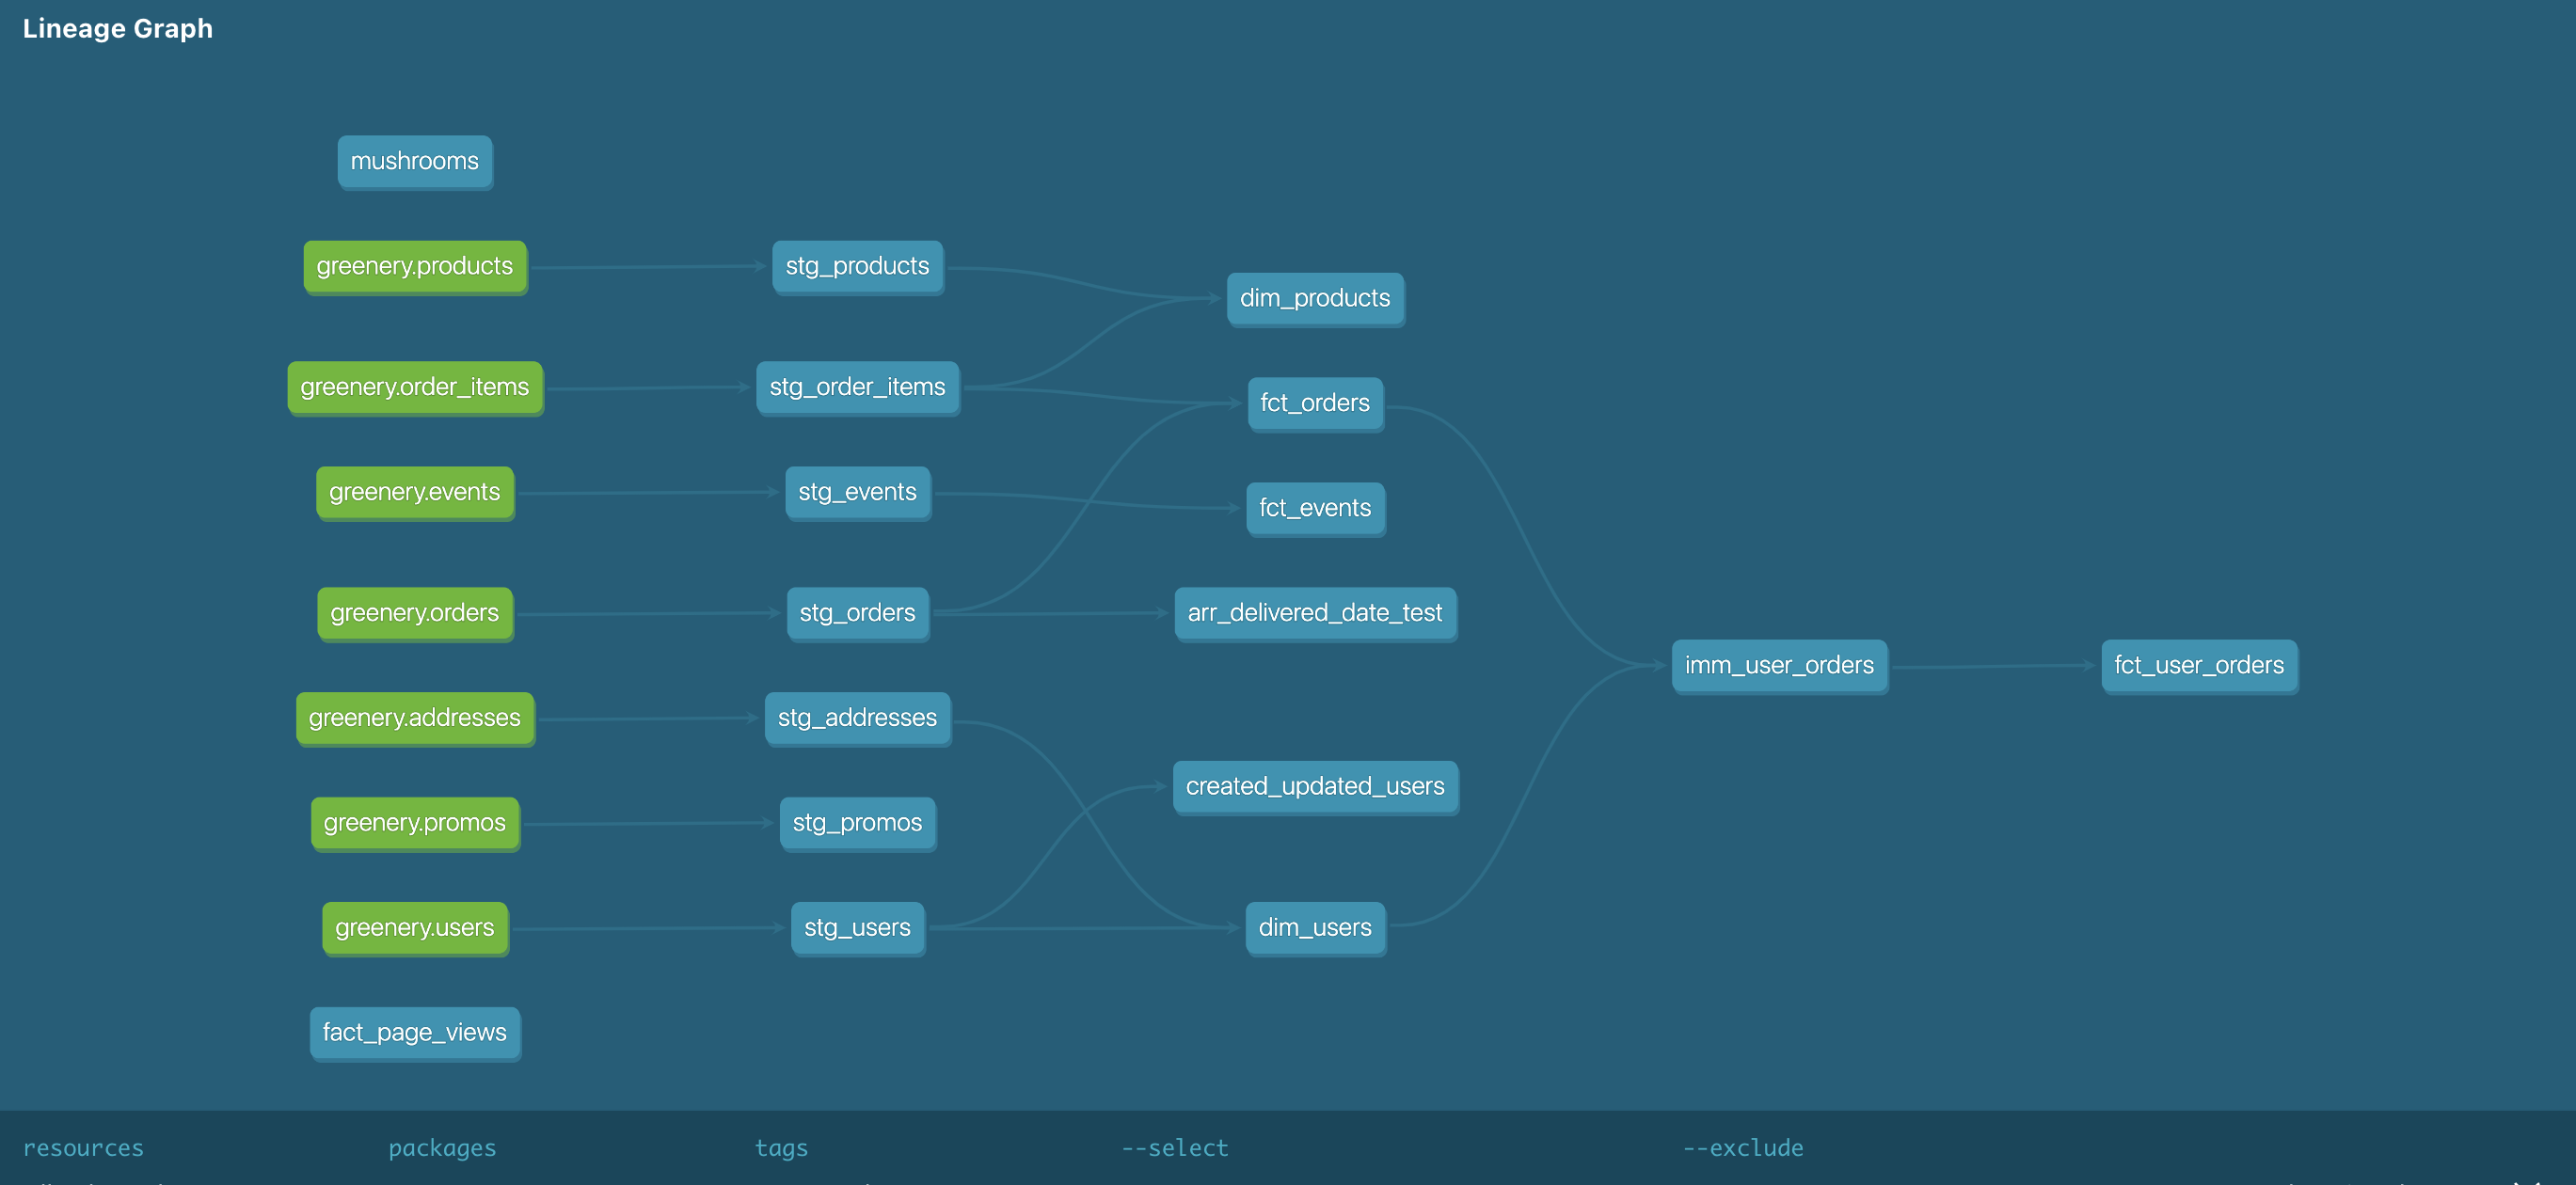 Lineage Graph
mushrooms
greenery.products
stg_products
dim_products
greenery.order_items
stg_order_items
fct_orders
greenery.events
stg_events
fct_events
greenery.orders
stg_orders
arr_delivered_date_test
imm_user_orders
fct_user_orders
greenery.addresses
stg_addresses
created_updated_users
greenery.promos
stg_promos
greenery.users
stg_users
dim_users
fact_page_views
resources
packages
tags
--select
--exclude